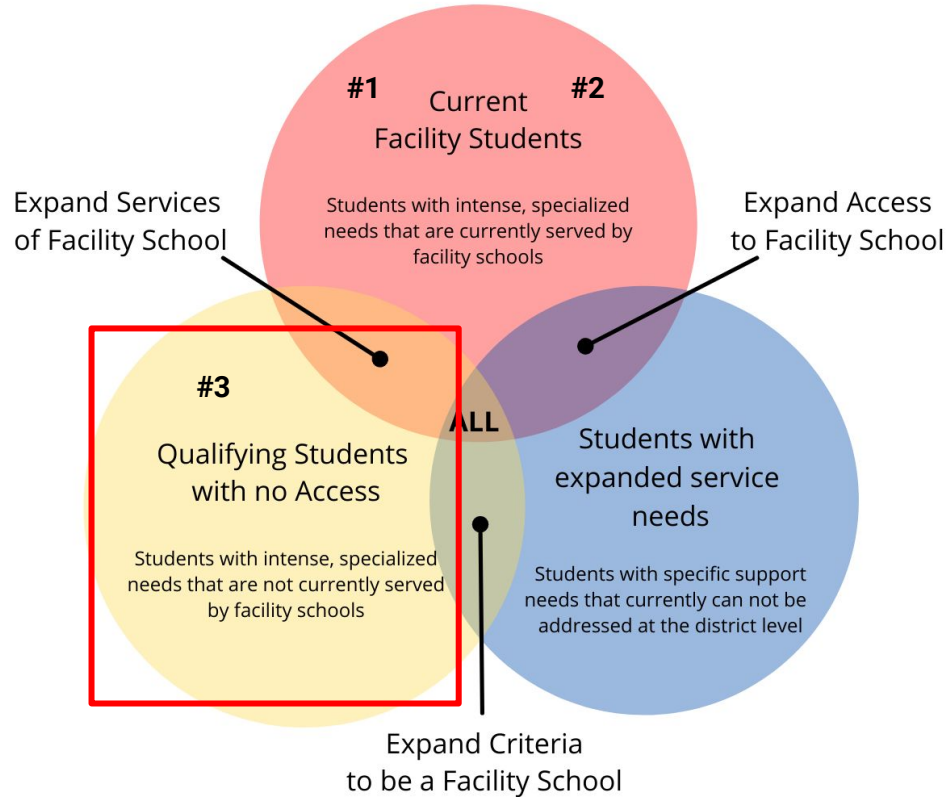 #1
#2
Current
Facility Students
Students with intense, specialized
needs that are currently served by
facility schools
Expand Services
of Facility School
Expand Access
to Facility School
#3
ALL
Qualifying Students
with no Access
Students with intense, specialized
needs that are not currently served
by facility schools
Students with
expanded service
needs
Students with specific support
needs that currently can not be
addressed at the district level
Expand Criteria
to be a Facility School